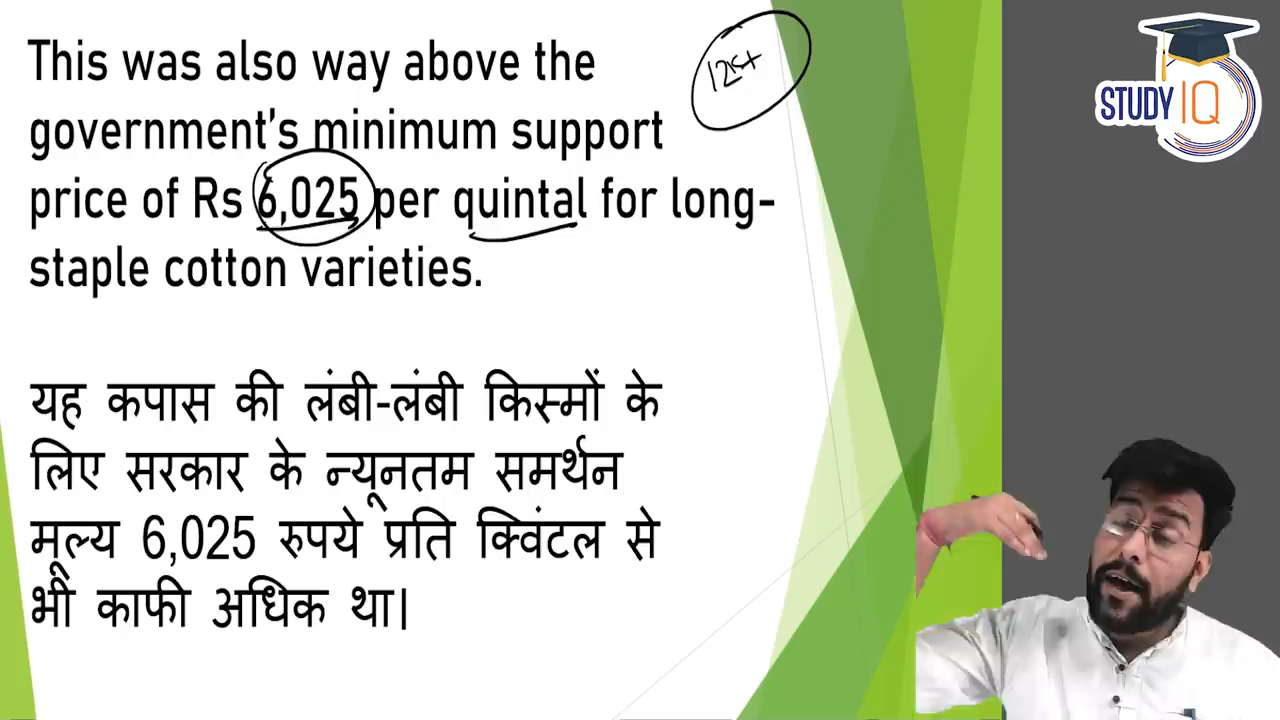 This was also way above the
government's minimum support
price of Rs 6,025 per quintal for long-
staple cotton varieties.
यह कपास की लंबी-लंबी किस्मों के
लिए सरकार के न्यूनतम समर्थन
मूल्य 6,025 रुपये प्रति क्विंटल से
भी काफी अधिक था।
STUDY IQ